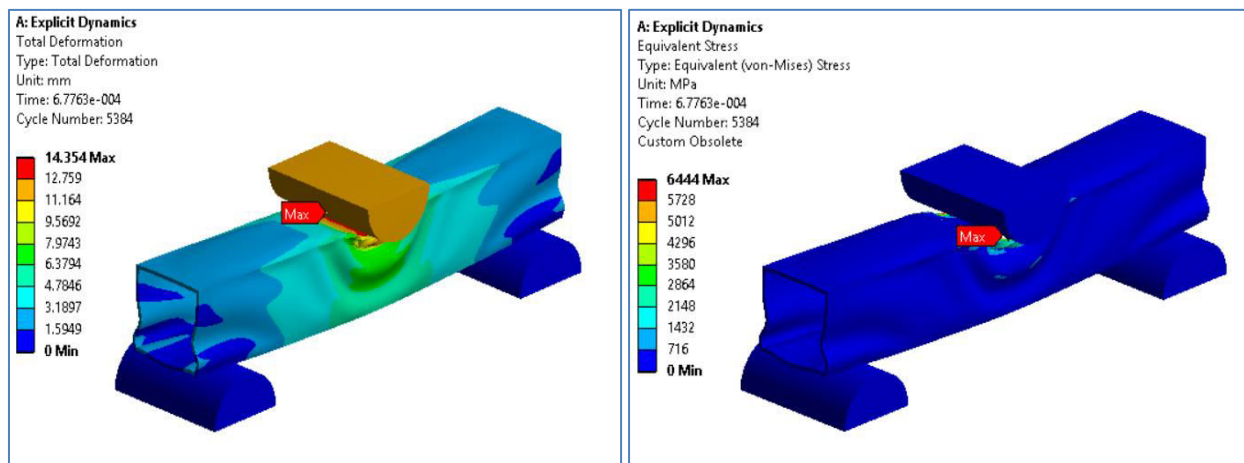 A: Explicit Dynamics
Total Deformation
Type: Total Deformation
Unit: mm
Time: 6.7763e-004
Cycle Number: 5384
14.354 Max
12.759
11.164
9.5692
7.9743
6.3794
4.7846
3.1897
1.5949
0 Min
Max
A: Explicit Dynamics
Equivalent Stress
Type: Equivalent (von-Mises) Stress
Unit: MPa
Time: 6.7763e-004
Cycle Number: 5384
Custom Obsolete
6444 Max
5728
5012
4296
3580
2864
2148
1432
716
0 Min
Max